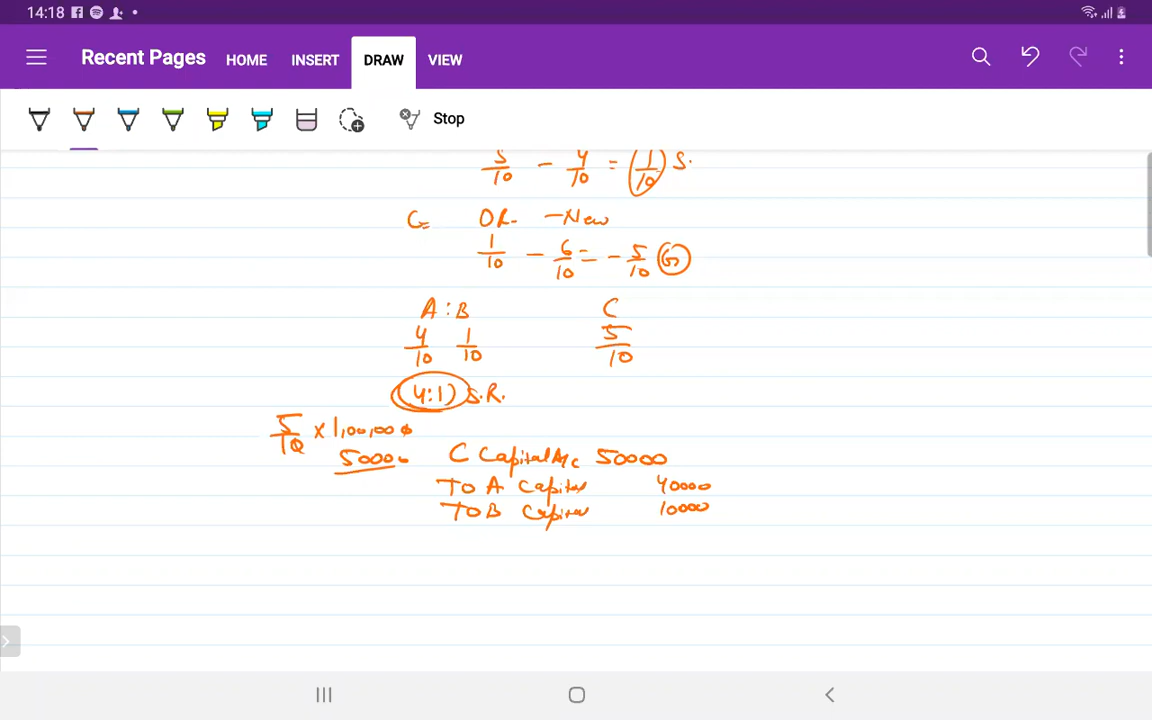 14:18
Recent Pages HOME INSERT DRAW VIEW
Stop
5/10 - 4/10 = (1/10) S.
C= OR. - New
1/10 - 6/10 = - 5/10 G
A : B C
4/10 1/10 5/10
4:1) S.R.
5/10 x 1,00,000
50000 C Capital A/c 50000
To A Capital 40000
To B Capital 10000